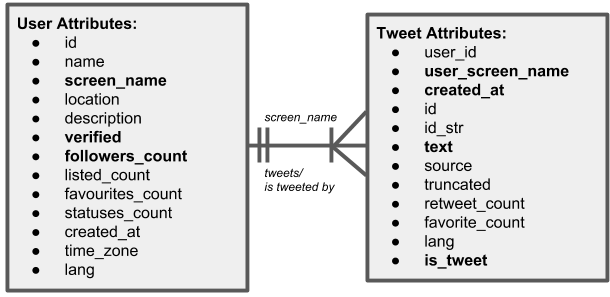 User Attributes:
● id
● name
● screen_name
● location
● description
● verified
● followers_count
● listed_count
● favourites_count
● statuses_count
● created_at
● time_zone
● lang
screen_name
tweets/
is tweeted by
Tweet Attributes:
● user_id
● user_screen_name
● created_at
● id
● id_str
● text
● source
● truncated
● retweet_count
● favorite_count
● lang
● is_tweet